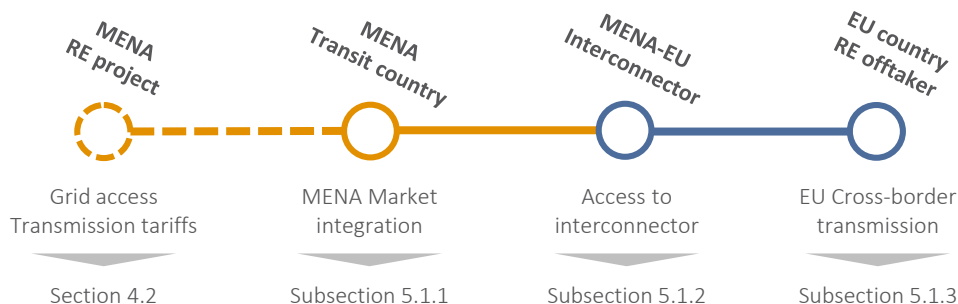 MENA
RE project
MENA
Transit country
MENA-EU
Interconnector
EU country
RE offtaker
Grid access
Transmission tariffs
MENA Market
integration
Access to
interconnector
EU Cross-border
transmission
Section 4.2
Subsection 5.1.1
Subsection 5.1.2
Subsection 5.1.3